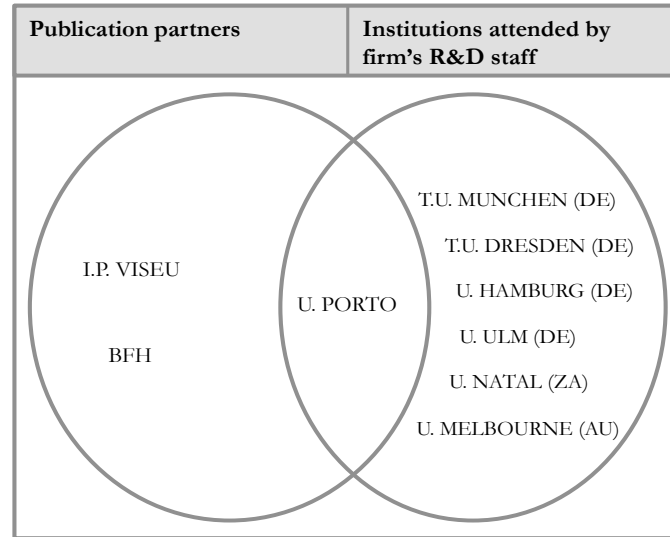 Publication partners
Institutions attended by
firm's R&D staff
T.U. MUNCHEN (DE)
T.U. DRESDEN (DE)
I.P. VISEU
U. HAMBURG (DE)
U. PORTO
U. ULM (DE)
BFH
U. NATAL (ZA)
U. MELBOURNE (AU)